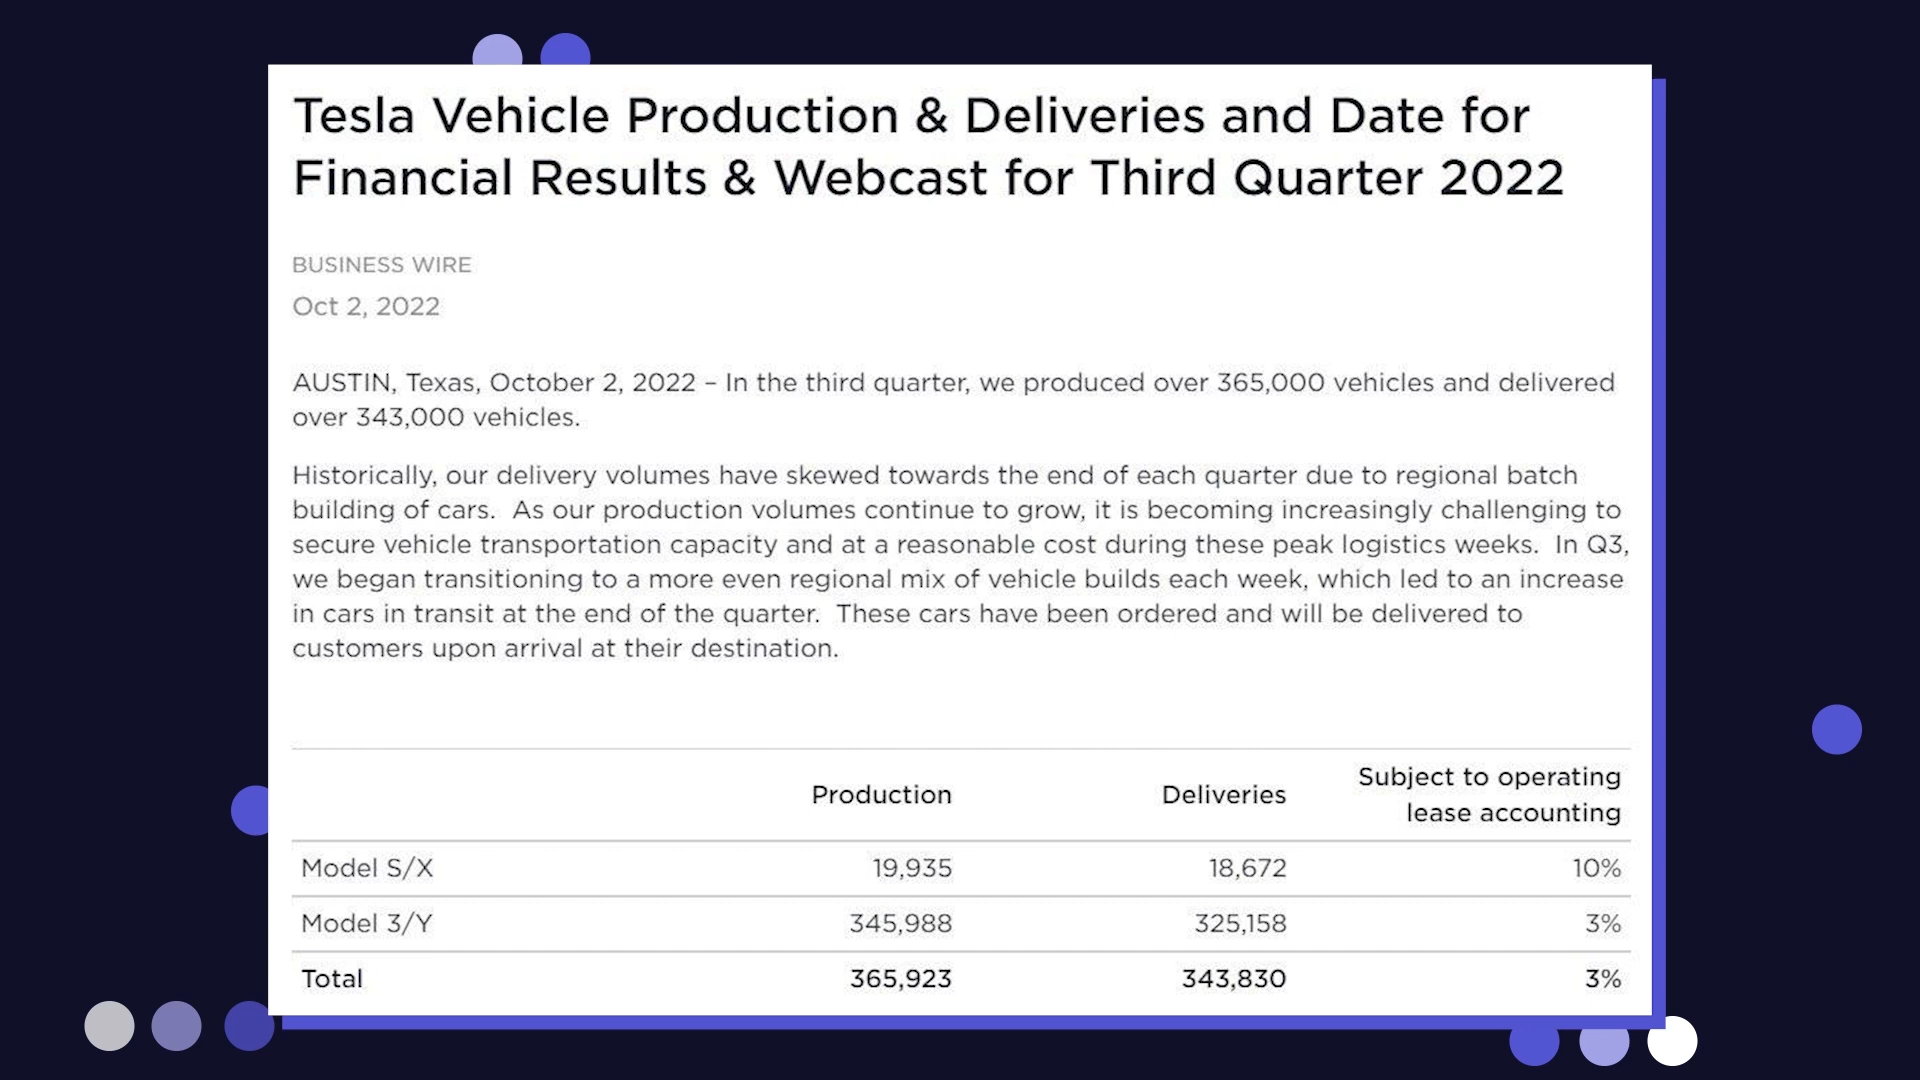 Tesla Vehicle Production & Deliveries and Date for
Financial Results & Webcast for Third Quarter 2022
BUSINESS WIRE
Oct 2, 2022
AUSTIN, Texas, October 2, 2022 – In the third quarter, we produced over 365,000 vehicles and delivered
over 343,000 vehicles.
Historically, our delivery volumes have skewed towards the end of each quarter due to regional batch
building of cars.  As our production volumes continue to grow, it is becoming increasingly challenging to
secure vehicle transportation capacity and at a reasonable cost during these peak logistics weeks.  In Q3,
we began transitioning to a more even regional mix of vehicle builds each week, which led to an increase
in cars in transit at the end of the quarter.  These cars have been ordered and will be delivered to
customers upon arrival at their destination.
Production Deliveries Subject to operating
lease accounting
Model S/X 19,935 18,672 10%
Model 3/Y 345,988 325,158 3%
Total 365,923 343,830 3%